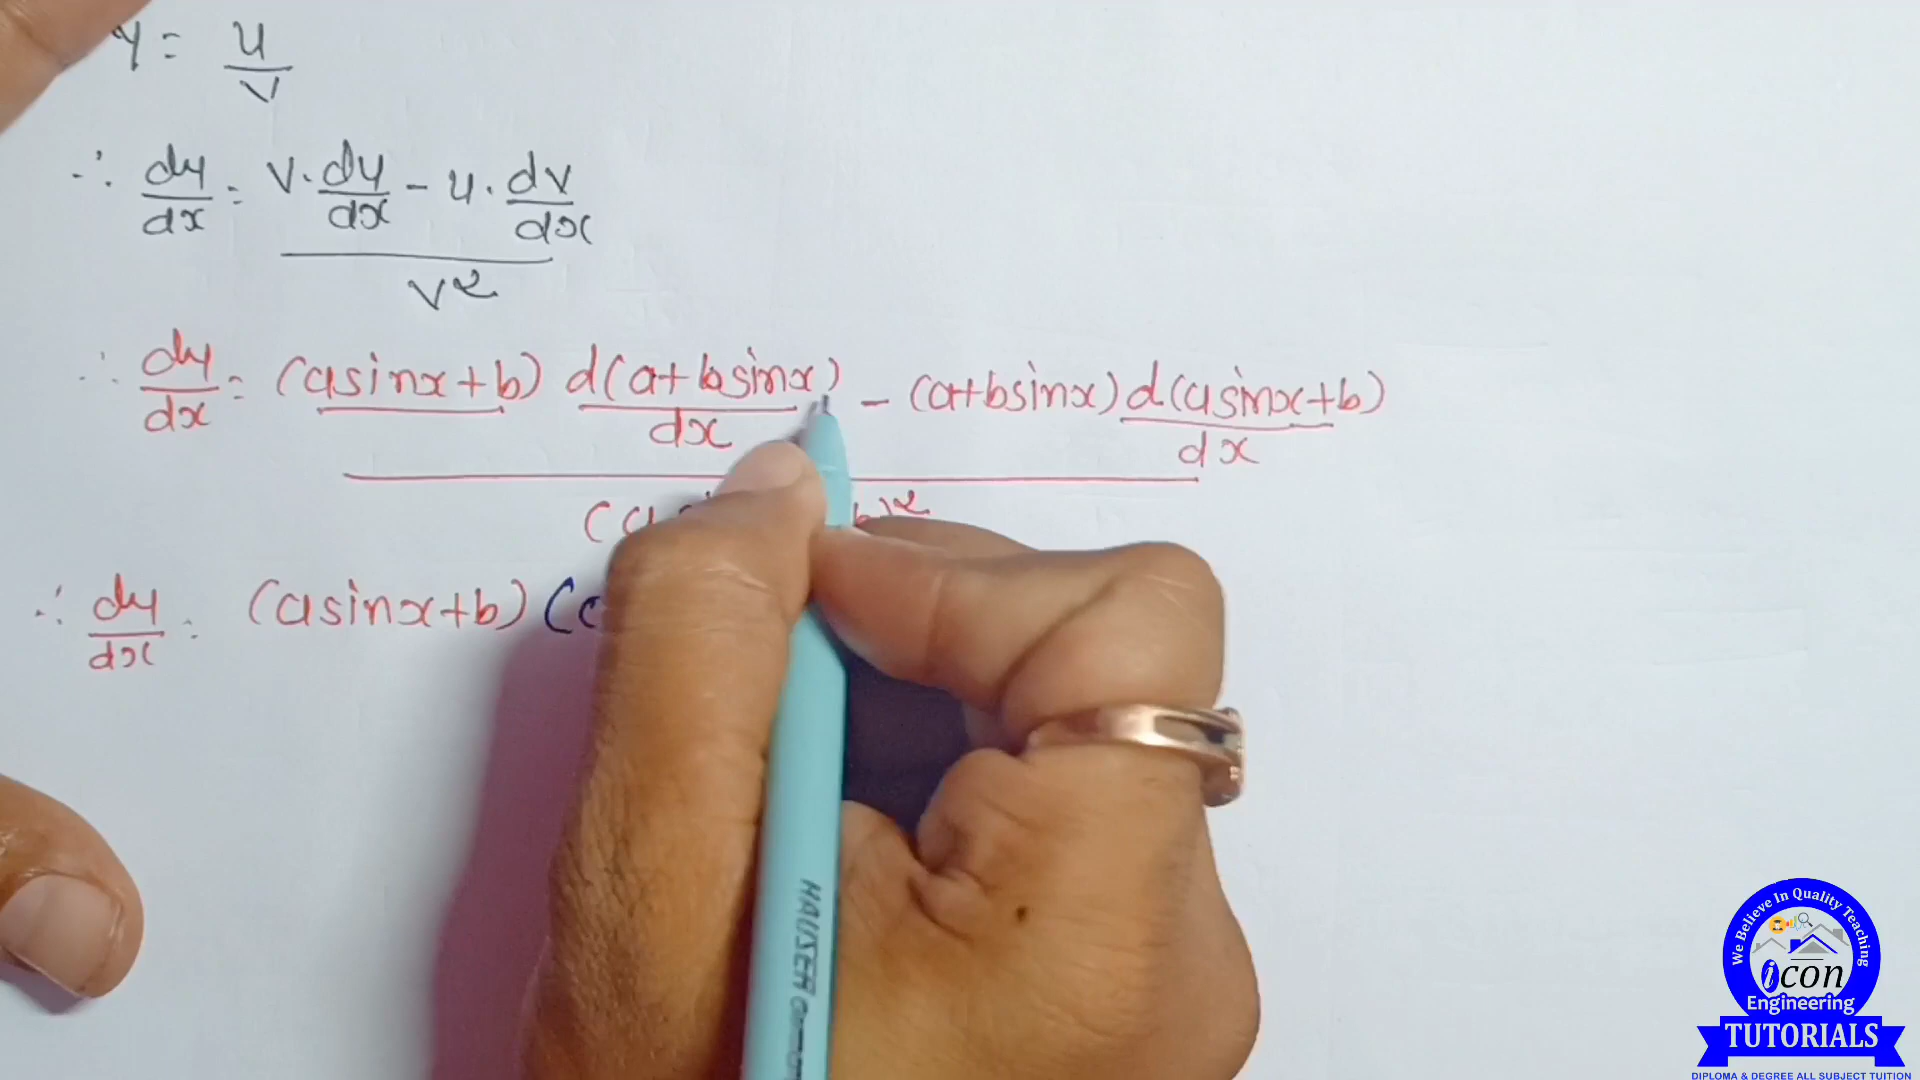 y = u/v
∴ dy/dx = v · dy/dx - u · dv/dx / v²
∴ dy/dx = (asinx+b) d(a+bsinx)/dx - (a+bsinx) d(asinx+b)/dx
(a b)²
∴ dy/dx = (asinx+b) (
HAUSER
We Believe In Quality Teaching
icon
Engineering
TUTORIALS
DIPLOMA & DEGREE ALL SUBJECT TUITION